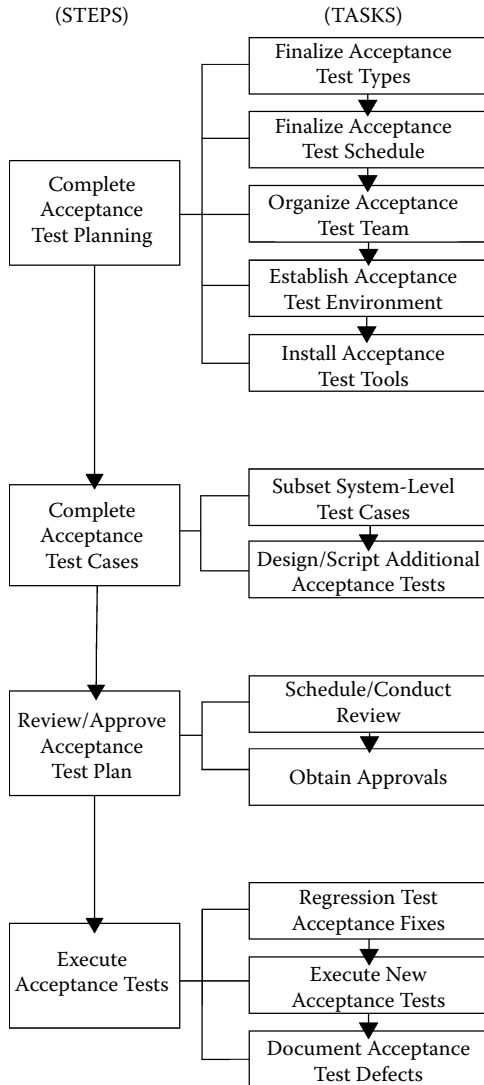 (STEPS)
(TASKS)
Finalize Acceptance
Test Types
Finalize Acceptance
Test Schedule
Complete
Acceptance
Test Planning
Organize Acceptance
Test Team
Establish Acceptance
Test Environment
Install Acceptance
Test Tools
Complete
Acceptance
Test Cases
Subset System-Level
Test Cases
Design/Script Additional
Acceptance Tests
Review/Approve
Acceptance
Test Plan
Schedule/Conduct
Review
Obtain Approvals
Execute
Acceptance Tests
Regression Test
Acceptance Fixes
Execute New
Acceptance Tests
Document Acceptance
Test Defects